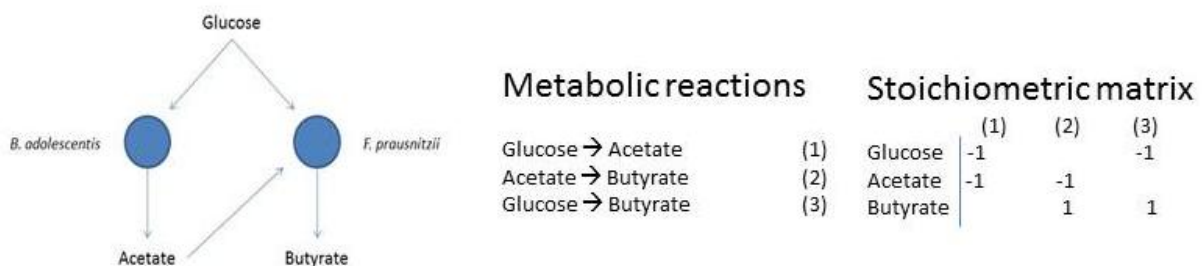 Glucose
B. adolescentis
F. prausnitzii
Acetate
Butyrate
Metabolic reactions
Glucose → Acetate (1)
Acetate → Butyrate (2)
Glucose → Butyrate (3)
Stoichiometric matrix
(1) (2) (3)
Glucose -1 -1
Acetate -1 -1
Butyrate 1 1